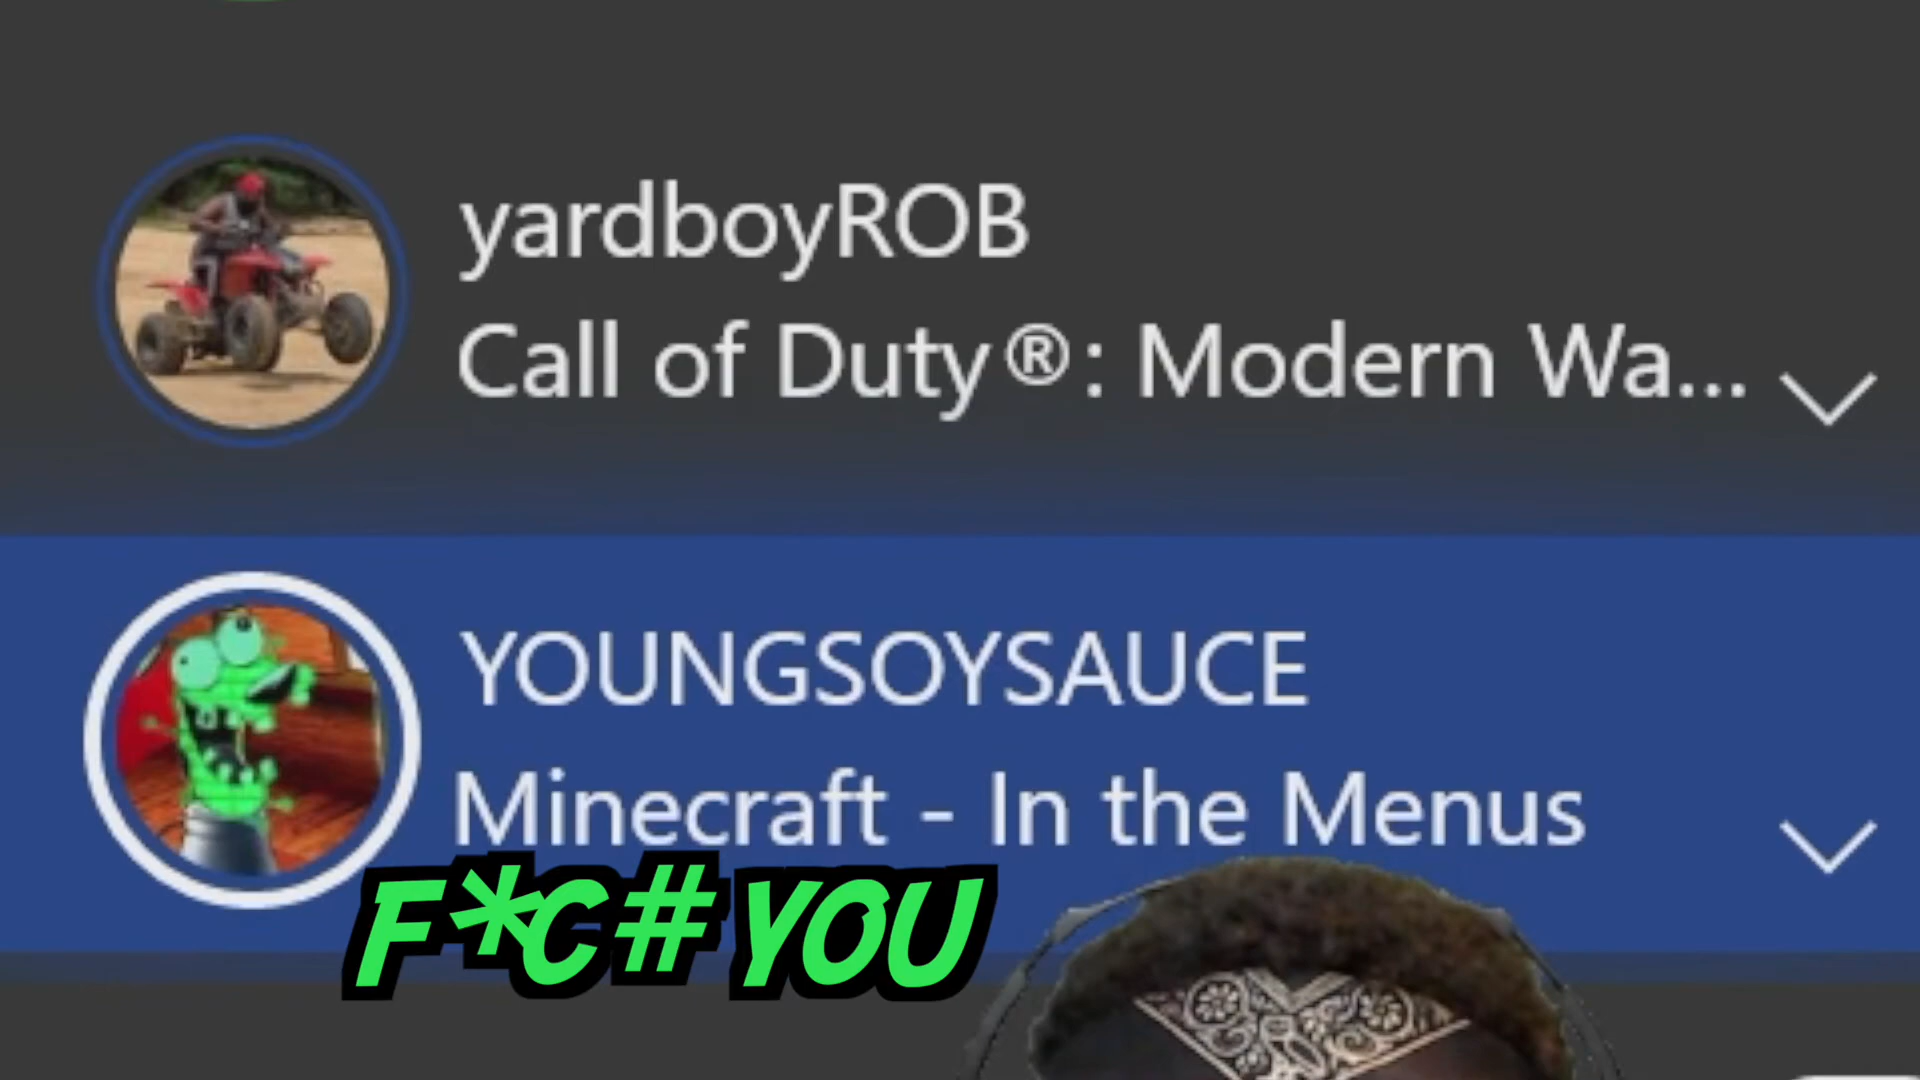 yardboyROB
Call of Duty®: Modern Wa...
YOUNGSOYSAUCE
Minecraft - In the Menus
F*C# YOU